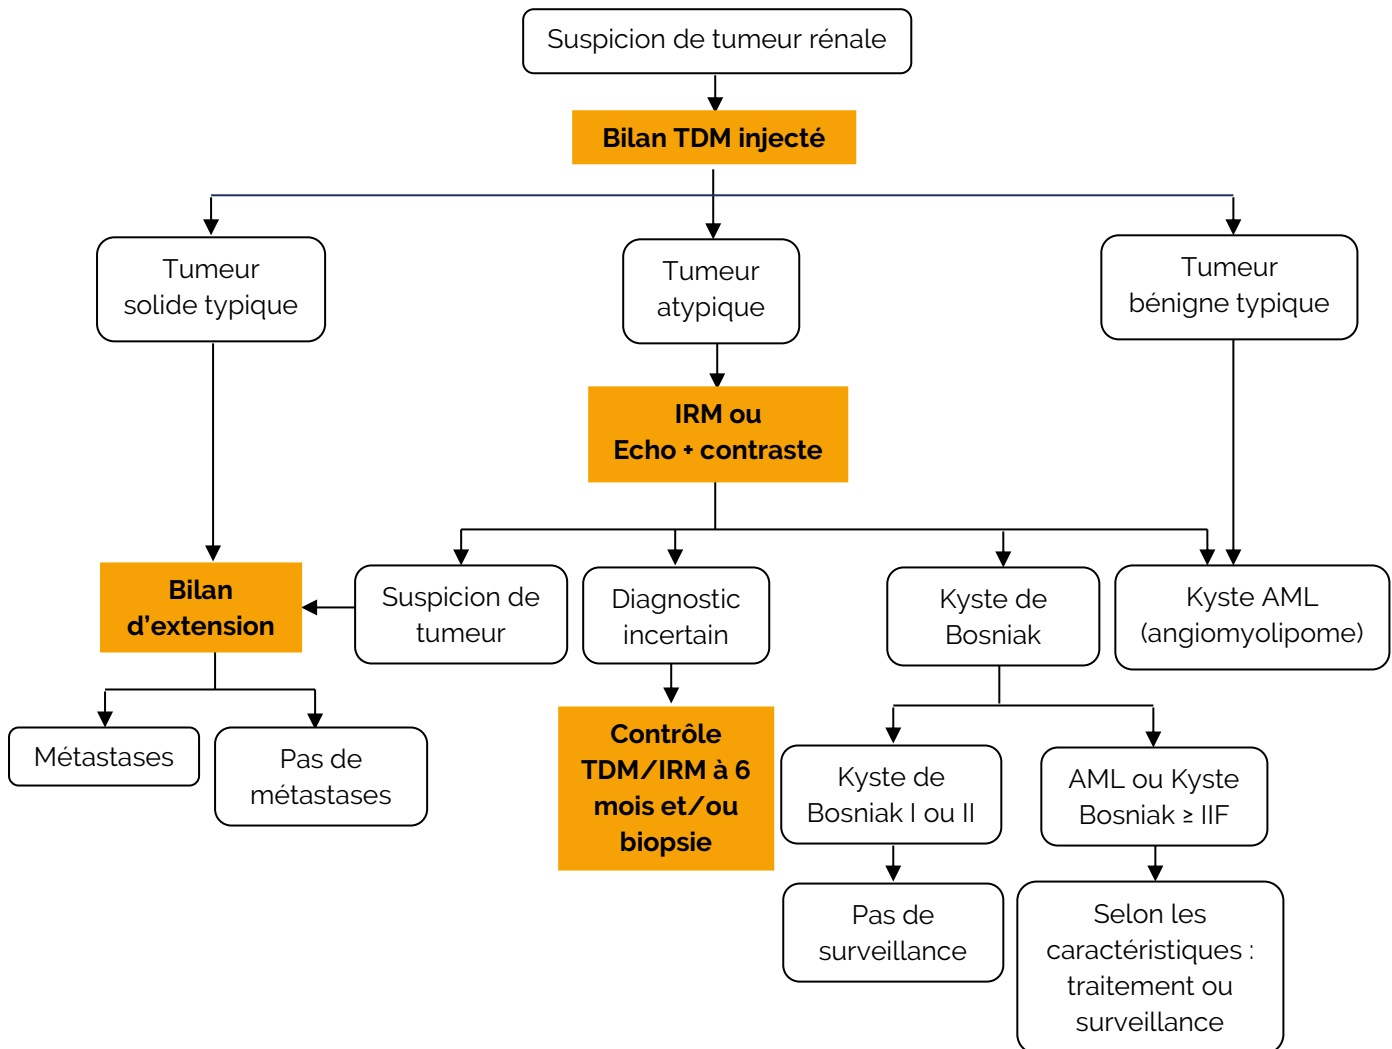 Suspicion de tumeur rénale
Bilan TDM injecté
Tumeur
solide typique
Tumeur
atypique
Tumeur
bénigne typique
IRM ou
Echo + contraste
Bilan
d’extension
Suspicion de
tumeur
Diagnostic
incertain
Kyste de
Bosniak
Kyste AML
(angiomyolipome)
Métastases
Pas de
métastases
Contrôle
TDM/IRM à 6
mois et/ou
biopsie
Kyste de
Bosniak I ou II
AML ou Kyste
Bosniak ≥ IIF
Pas de
surveillance
Selon les
caractéristiques :
traitement ou
surveillance